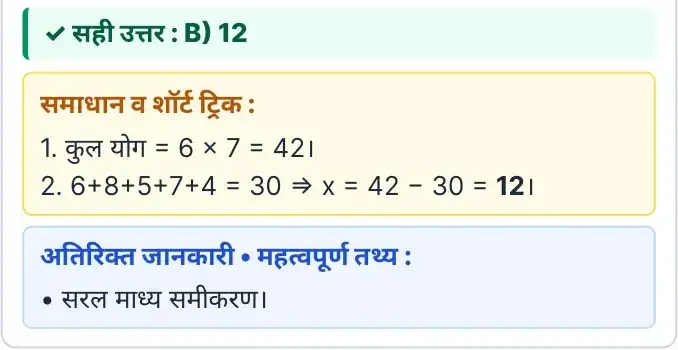 ✓ सही उत्तर : B) 12
समाधान व शॉर्ट ट्रिक :
1. कुल योग = 6 × 7 = 42।
2. 6+8+5+7+4 = 30 ⇒ x = 42 − 30 = 12।
अतिरिक्त जानकारी • महत्वपूर्ण तथ्य :
• सरल माध्य समीकरण।